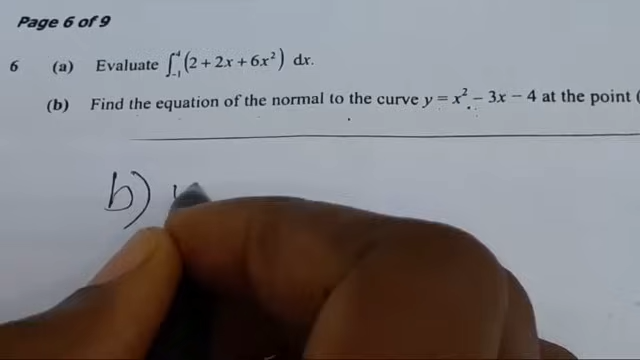 Page 6 of 9
6 (a) Evaluate ∫₋₁ (2 + 2x + 6x²) dx.
(b) Find the equation of the normal to the curve y = x² − 3x − 4 at the point (
b)